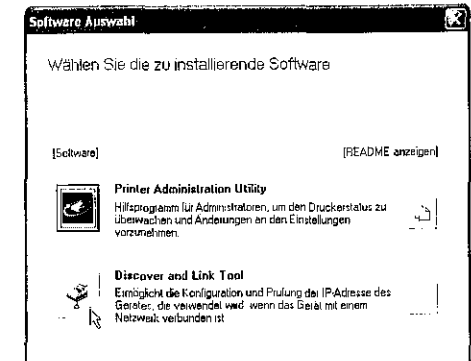 Software Auswahl
Wählen Sie die zu installierende Software
[Software]
[README anzeigen]
Printer Administration Utility
Hilfsprogramm für Administratoren, um den Druckerstatus zu
überwachen und Änderungen an den Einstellungen
vorzunehmen.
Discover and Link Tool
Ermöglicht die Konfiguration und Prüfung der IP-Adresse des
Gerätes, die verwendet wird, wenn das Gerät mit einem
Netzwerk verbunden ist